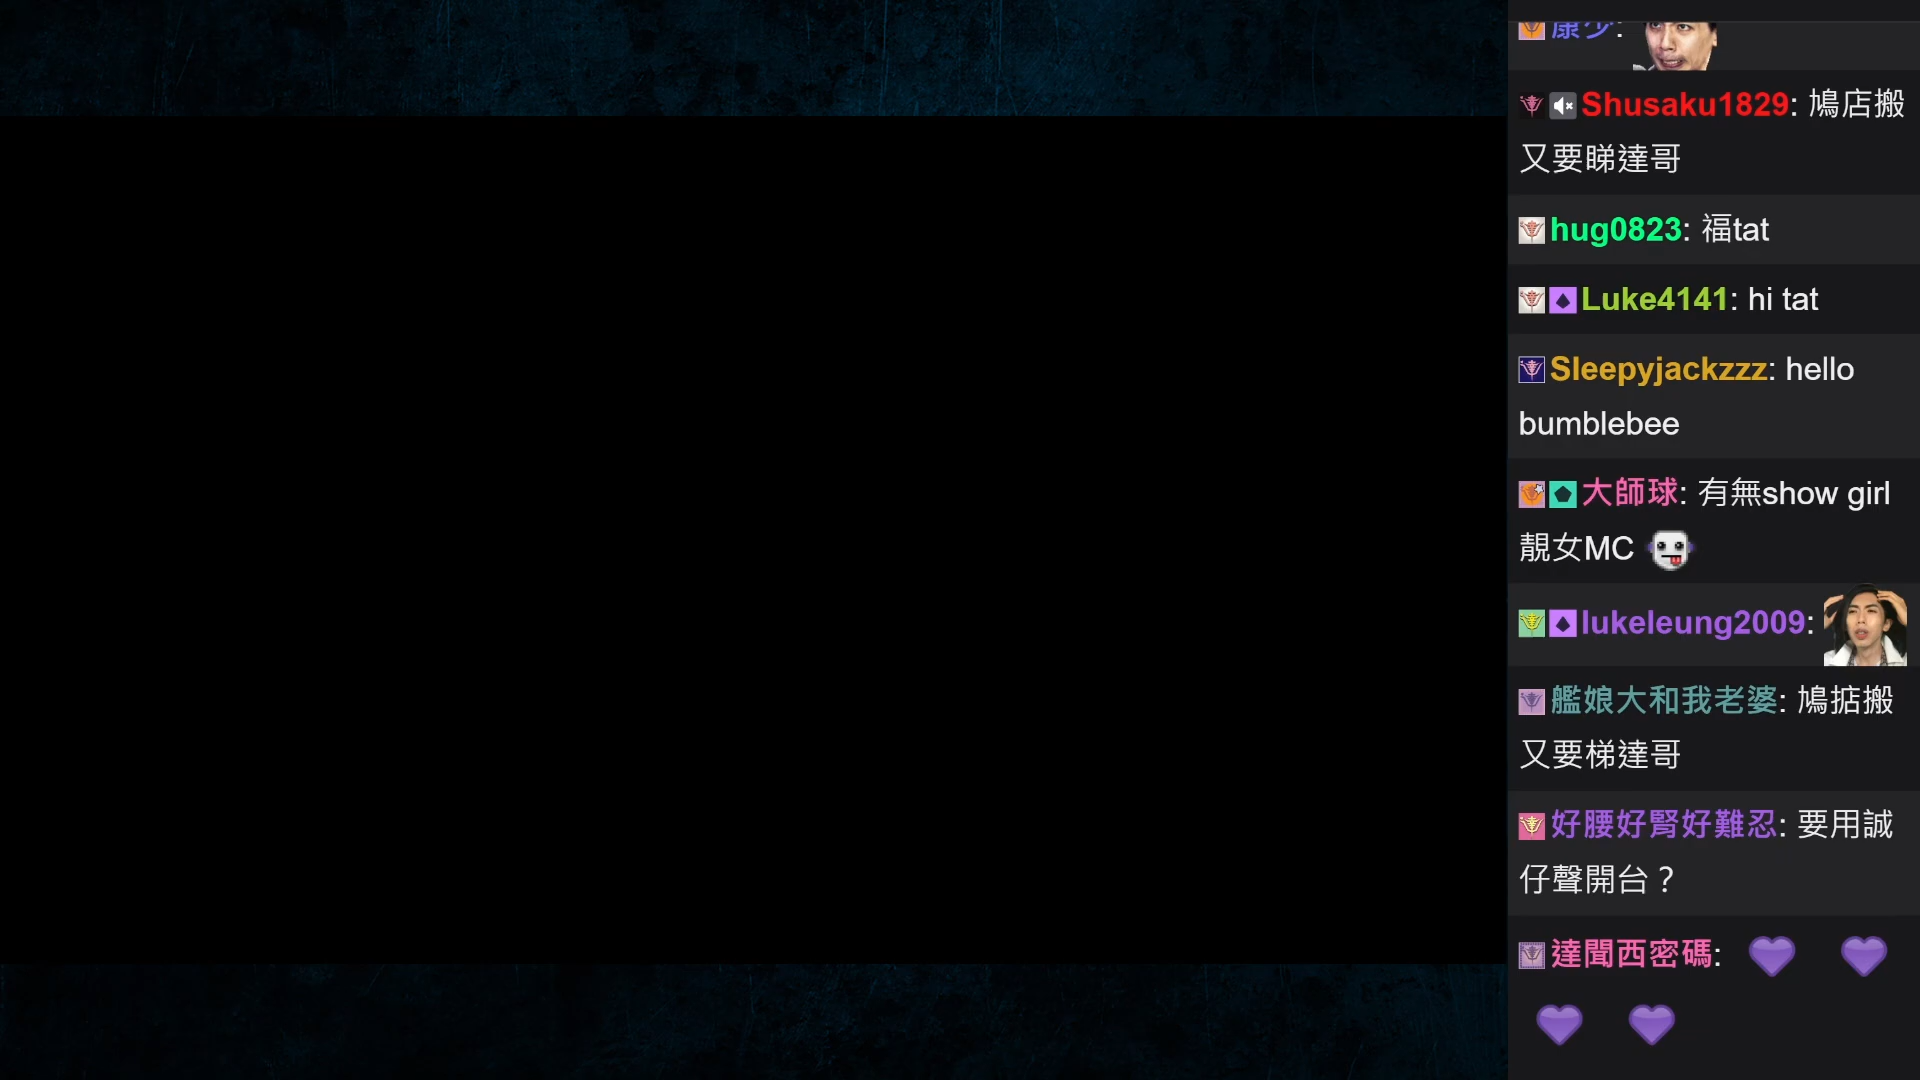 康少:
Shusaku1829: 鳩店搬
又要睇達哥
hug0823: 福tat
Luke4141: hi tat
Sleepyjackzzz: hello
bumblebee
大師球: 有無show girl
靚女MC
lukeleung2009:
艦娘大和我老婆: 鳩掂搬
又要梯達哥
好腰好腎好難忍: 要用誠
仔聲開台？
達聞西密碼: